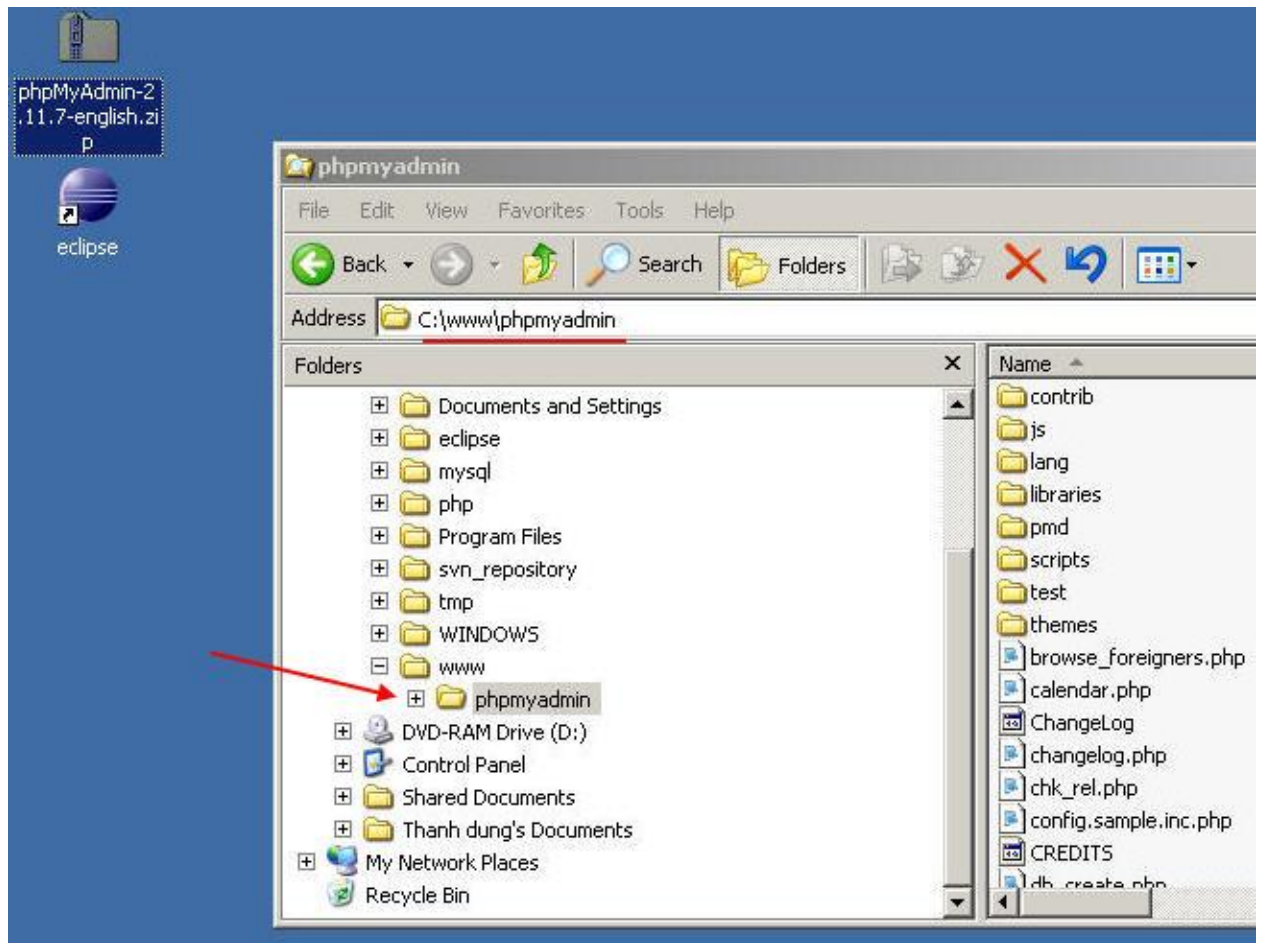 phpMyAdmin-2
.11.7-english.zi
p
eclipse
phpmyadmin
File Edit View Favorites Tools Help
Back Search Folders
Address C:\www\phpmyadmin
Folders
Documents and Settings
eclipse
mysql
php
Program Files
svn_repository
tmp
WINDOWS
www
phpmyadmin
DVD-RAM Drive (D:)
Control Panel
Shared Documents
Thanh dung's Documents
My Network Places
Recycle Bin
Name
contrib
js
lang
libraries
pmd
scripts
test
themes
browse_foreigners.php
calendar.php
ChangeLog
changelog.php
chk_rel.php
config.sample.inc.php
CREDITS
db_create.php